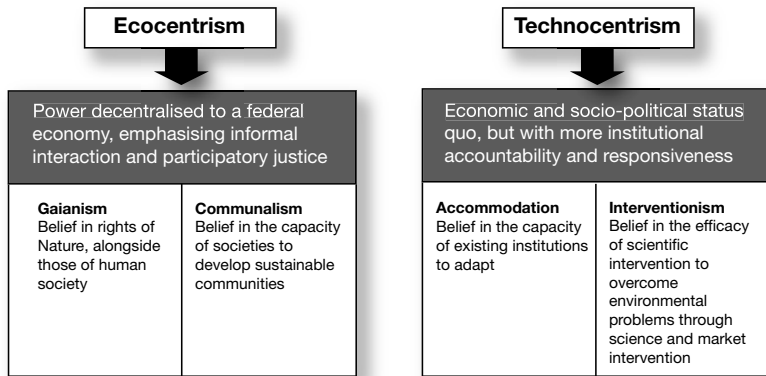 Ecocentrism
Power decentralised to a federal
economy, emphasising informal
interaction and participatory justice
Gaianism
Belief in rights of
Nature, alongside
those of human
society
Communalism
Belief in the capacity
of societies to
develop sustainable
communities
Technocentrism
Economic and socio-political status
quo, but with more institutional
accountability and responsiveness
Accommodation
Belief in the capacity
of existing institutions
to adapt
Interventionism
Belief in the efficacy
of scientific
intervention to
overcome
environmental
problems through
science and market
intervention